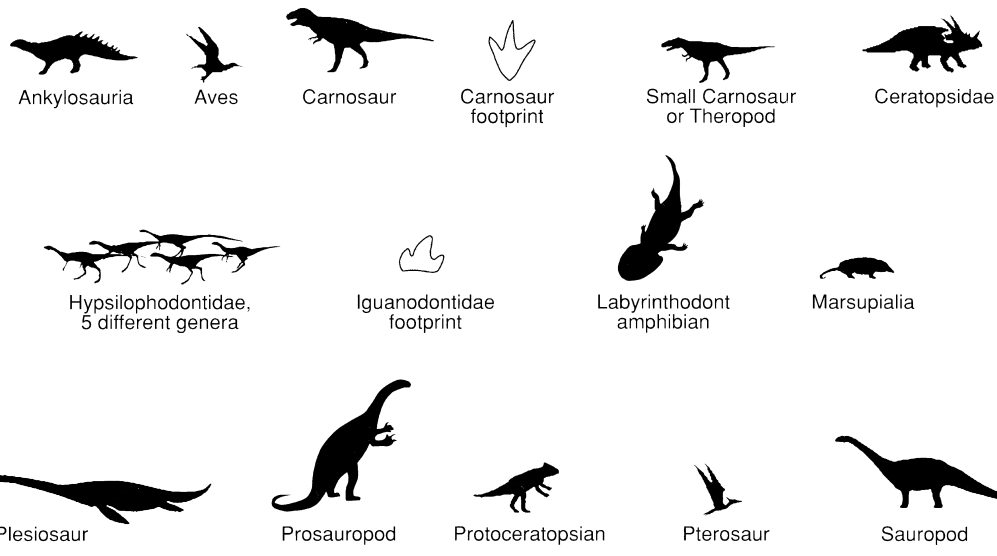 Ankylosauria
Aves
Carnosaur
Carnosaur
footprint
Small Carnosaur
or Theropod
Ceratopsidae
Hypsilophodontidae,
5 different genera
Iguanodontidae
footprint
Labyrinthodont
amphibian
Marsupialia
Plesiosaur
Prosauropod
Protoceratopsian
Pterosaur
Sauropod